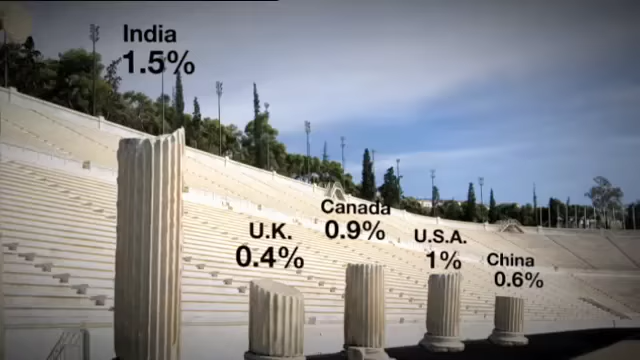 India
1.5%
U.K.
0.4%
Canada
0.9%
U.S.A.
1%
China
0.6%